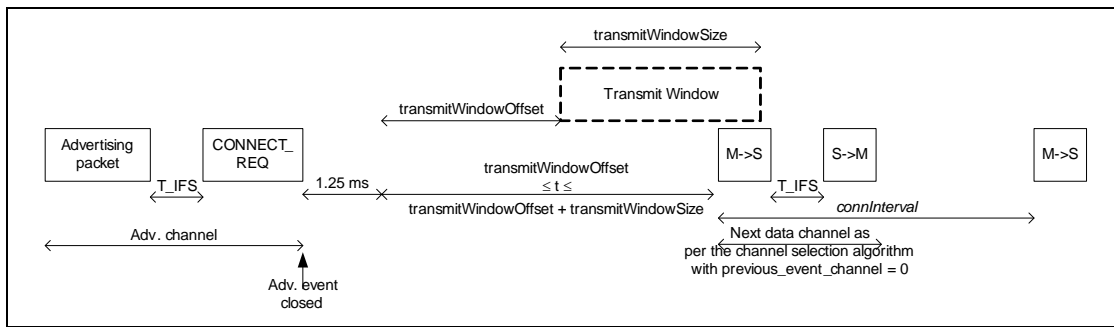 transmitWindowSize
Transmit Window
transmitWindowOffset
Advertising
packet
CONNECT_
REQ
M->S
S->M
M->S
T_IFS
1.25 ms
transmitWindowOffset
≤ t ≤
transmitWindowOffset + transmitWindowSize
T_IFS
connInterval
Adv. channel
Next data channel as
per the channel selection algorithm
with previous_event_channel = 0
Adv. event
closed